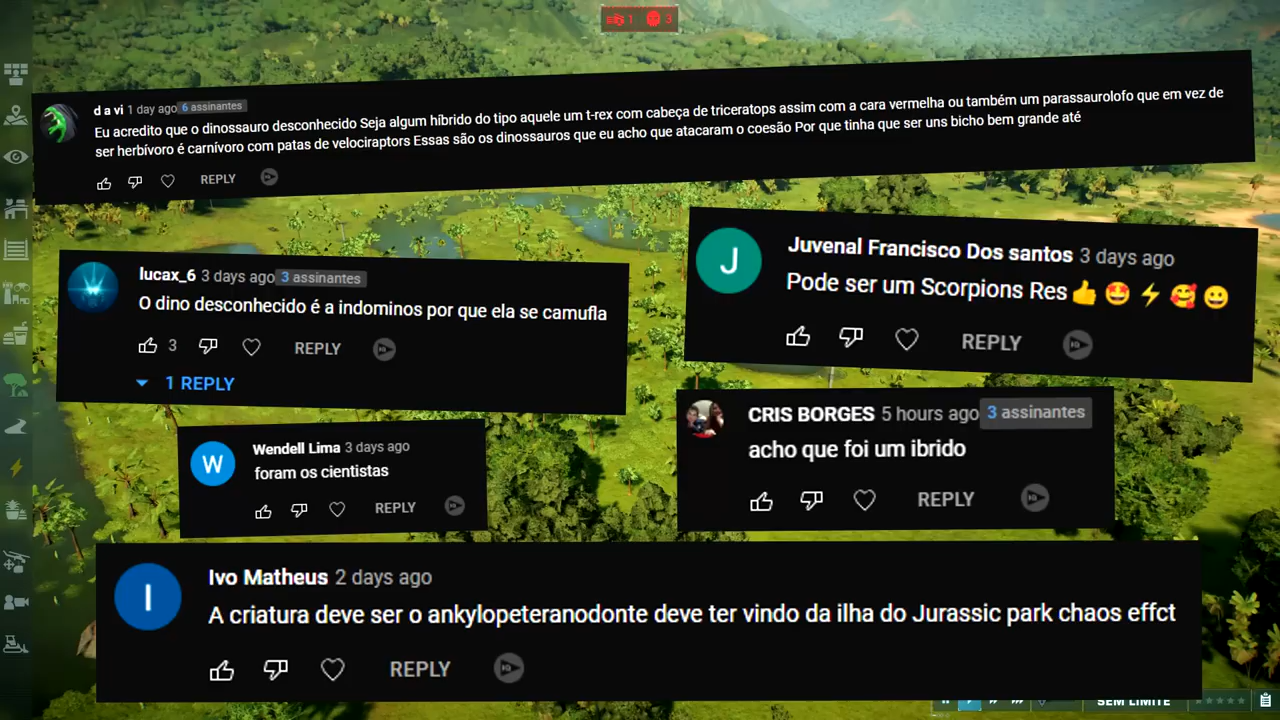 1 3
d a vi 1 day ago 6 assinantes
Eu acredito que o dinossauro desconhecido Seja algum híbrido do tipo aquele um t-rex com cabeça de triceratops assim com a cara vermelha ou também um parassaurolofo que em vez de
ser herbívoro é carnívoro com patas de velociraptors Essas são os dinossauros que eu acho que atacaram o coesão Por que tinha que ser uns bicho bem grande até
REPLY
lucax_6 3 days ago 3 assinantes
O dino desconhecido é a indominos por que ela se camufla
3 REPLY
1 REPLY
J
Juvenal Francisco Dos santos 3 days ago
Pode ser um Scorpions Res👍🤩⚡🥰😀
REPLY
W
Wendell Lima 3 days ago
foram os cientistas
REPLY
CRIS BORGES 5 hours ago 3 assinantes
acho que foi um ibrido
REPLY
I
Ivo Matheus 2 days ago
A criatura deve ser o ankylopeteranodonte deve ter vindo da ilha do Jurassic park chaos effct
REPLY
SEM LIMITE